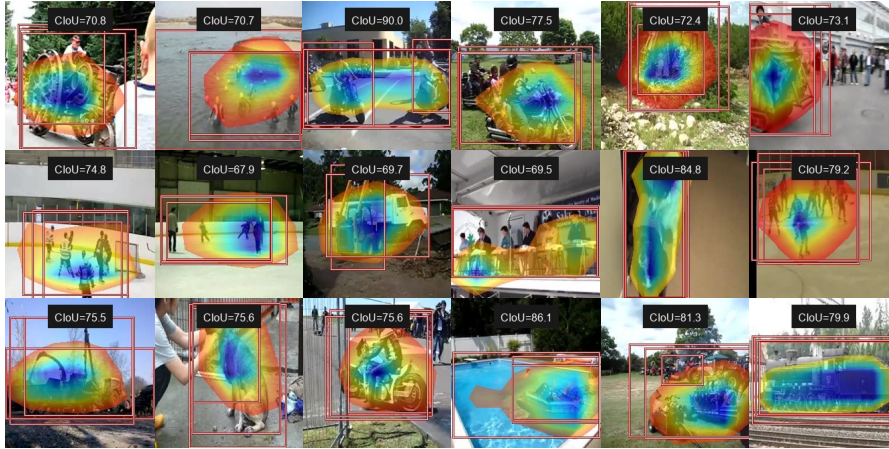 CIoU=70.8
CIoU=70.7
CIoU=90.0
CIoU=77.5
CIoU=72.4
CIoU=73.1
CIoU=74.8
CIoU=67.9
CIoU=69.7
CIoU=69.5
CIoU=84.8
CIoU=79.2
CIoU=75.5
CIoU=75.6
CIoU=75.6
CIoU=86.1
CIoU=81.3
CIoU=79.9